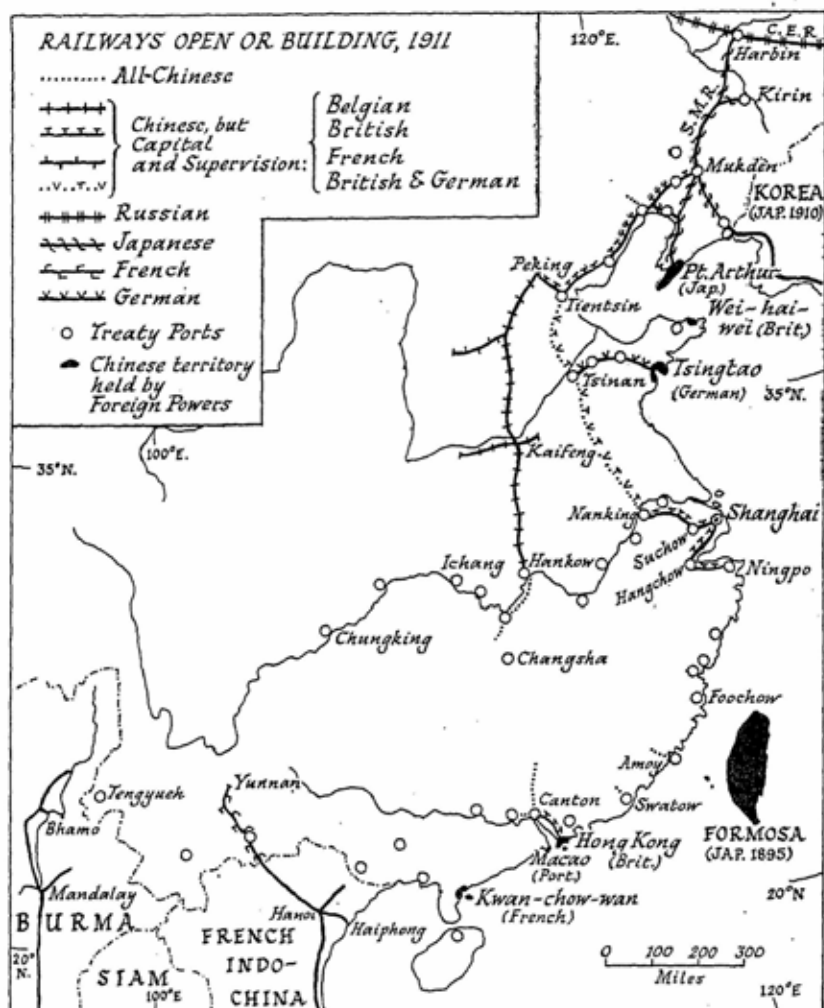 RAILWAYS OPEN OR BUILDING, 1911
All-Chinese
Chinese, but
Capital
and Supervision:
Belgian
British
French
British & German
Russian
Japanese
French
German
Treaty Ports
Chinese territory
held by
Foreign Powers
120°E.
C.E.R.
Harbin
Kirin
S.M.R.
Mukden
KOREA
(JAP. 1910)
Peking
Pt. Arthur
(Jap.)
Tientsin
Wei-hai-
wei (Brit.)
Tsinan
Tsingtao
(German)
35°N.
100°E.
35°N.
Kaifeng
Nanking
Shanghai
Suchow
Ichang
Hankow
Hangchow
Ningpo
Chungking
Changsha
Foochow
Amoy
Yunnan
Tengyueh
Canton
Swatow
Bhamo
Hong Kong
(Brit.)
FORMOSA
(JAP. 1895)
Macao
(Port.)
Mandalay
Kwan-chow-wan
(French)
20°N
BURMA
Hanoi
Haiphong
FRENCH
INDO-
CHINA
20°
N.
SIAM
100°E
0 100 200 300
Miles
120°E